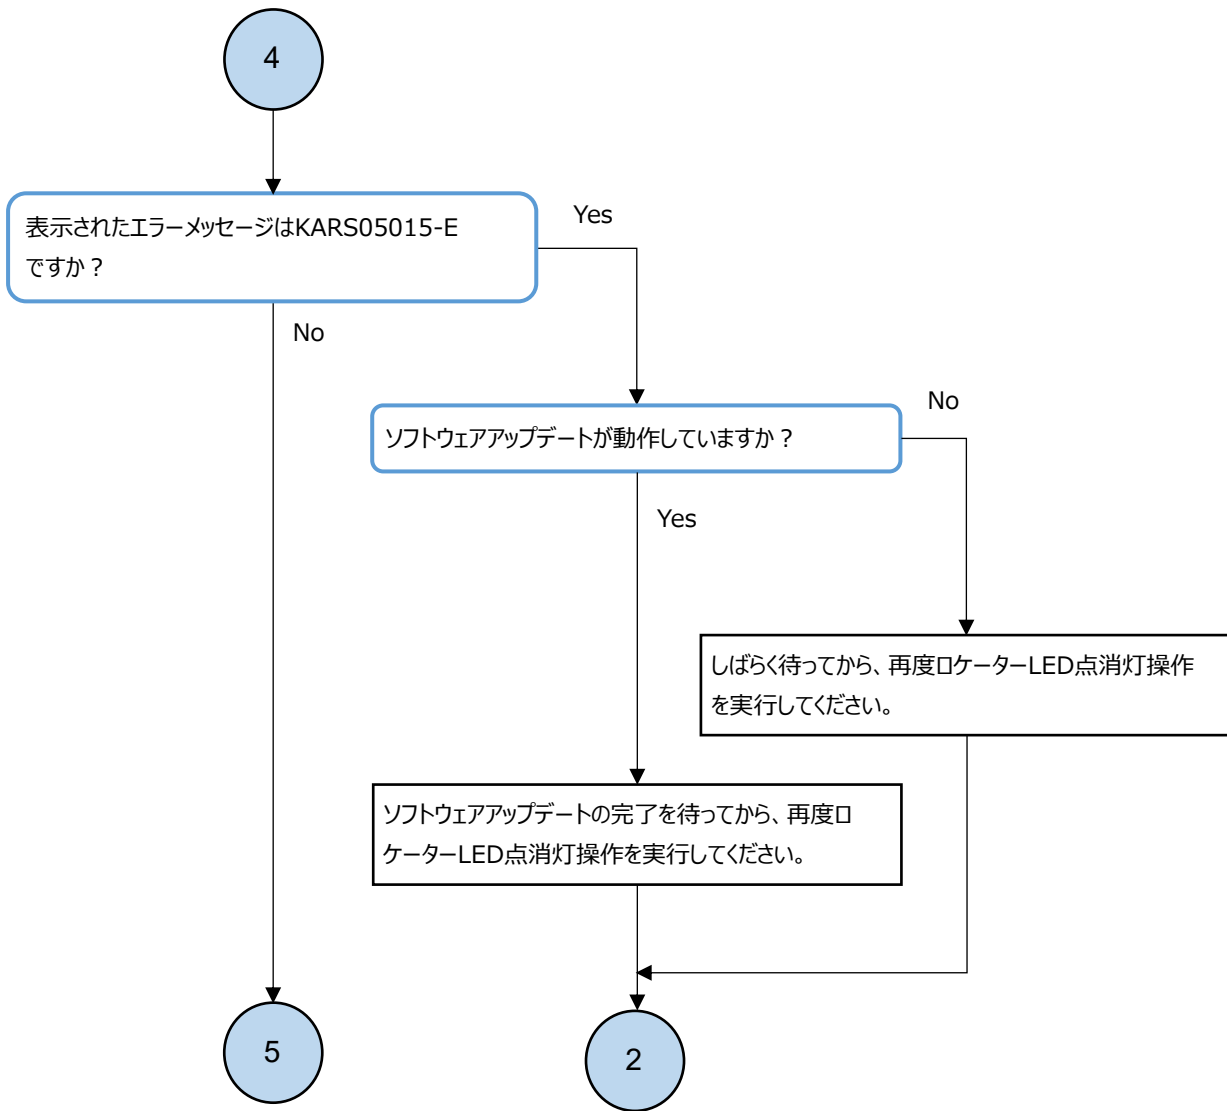 4
表示されたエラーメッセージはKARS05015-E
ですか？
Yes
No
No
ソフトウェアアップデートが動作していますか？
Yes
しばらく待ってから、再度ロケーターLED点消灯操作
を実行してください。
ソフトウェアアップデートの完了を待ってから、再度ロ
ケーターLED点消灯操作を実行してください。
5
2